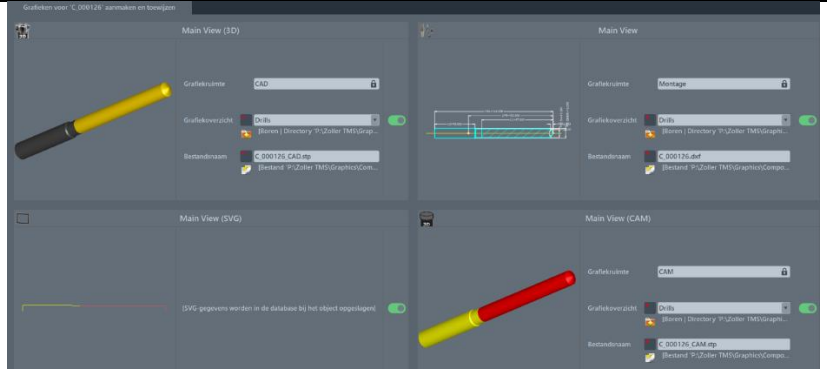 Grafieken voor 'C_000126' aanmaken en toewijzen
Main View (3D)
Grafiekruimte
CAD
Grafiekoverzicht
Drills
[Boren | Directory 'P:\Zoller TMS\Grap...
Bestandsnaam
C_000126_CAD.stp
[Bestand 'P:\Zoller TMS\Graphics\Com...
Main View
Grafiekruimte
Montage
Grafiekoverzicht
Drills
[Boren | Directory 'P:\Zoller TMS\Graphi...
Bestandsnaam
C_000126.dxf
[Bestand 'P:\Zoller TMS\Graphics\Compo...
Main View (SVG)
(SVG-gegevens worden in de database bij het object opgeslagen)
Main View (CAM)
Grafiekruimte
CAM
Grafiekoverzicht
Drills
[Boren | Directory 'P:\Zoller TMS\Graphi...
Bestandsnaam
C_000126_CAM.stp
[Bestand 'P:\Zoller TMS\Graphics\Compo...